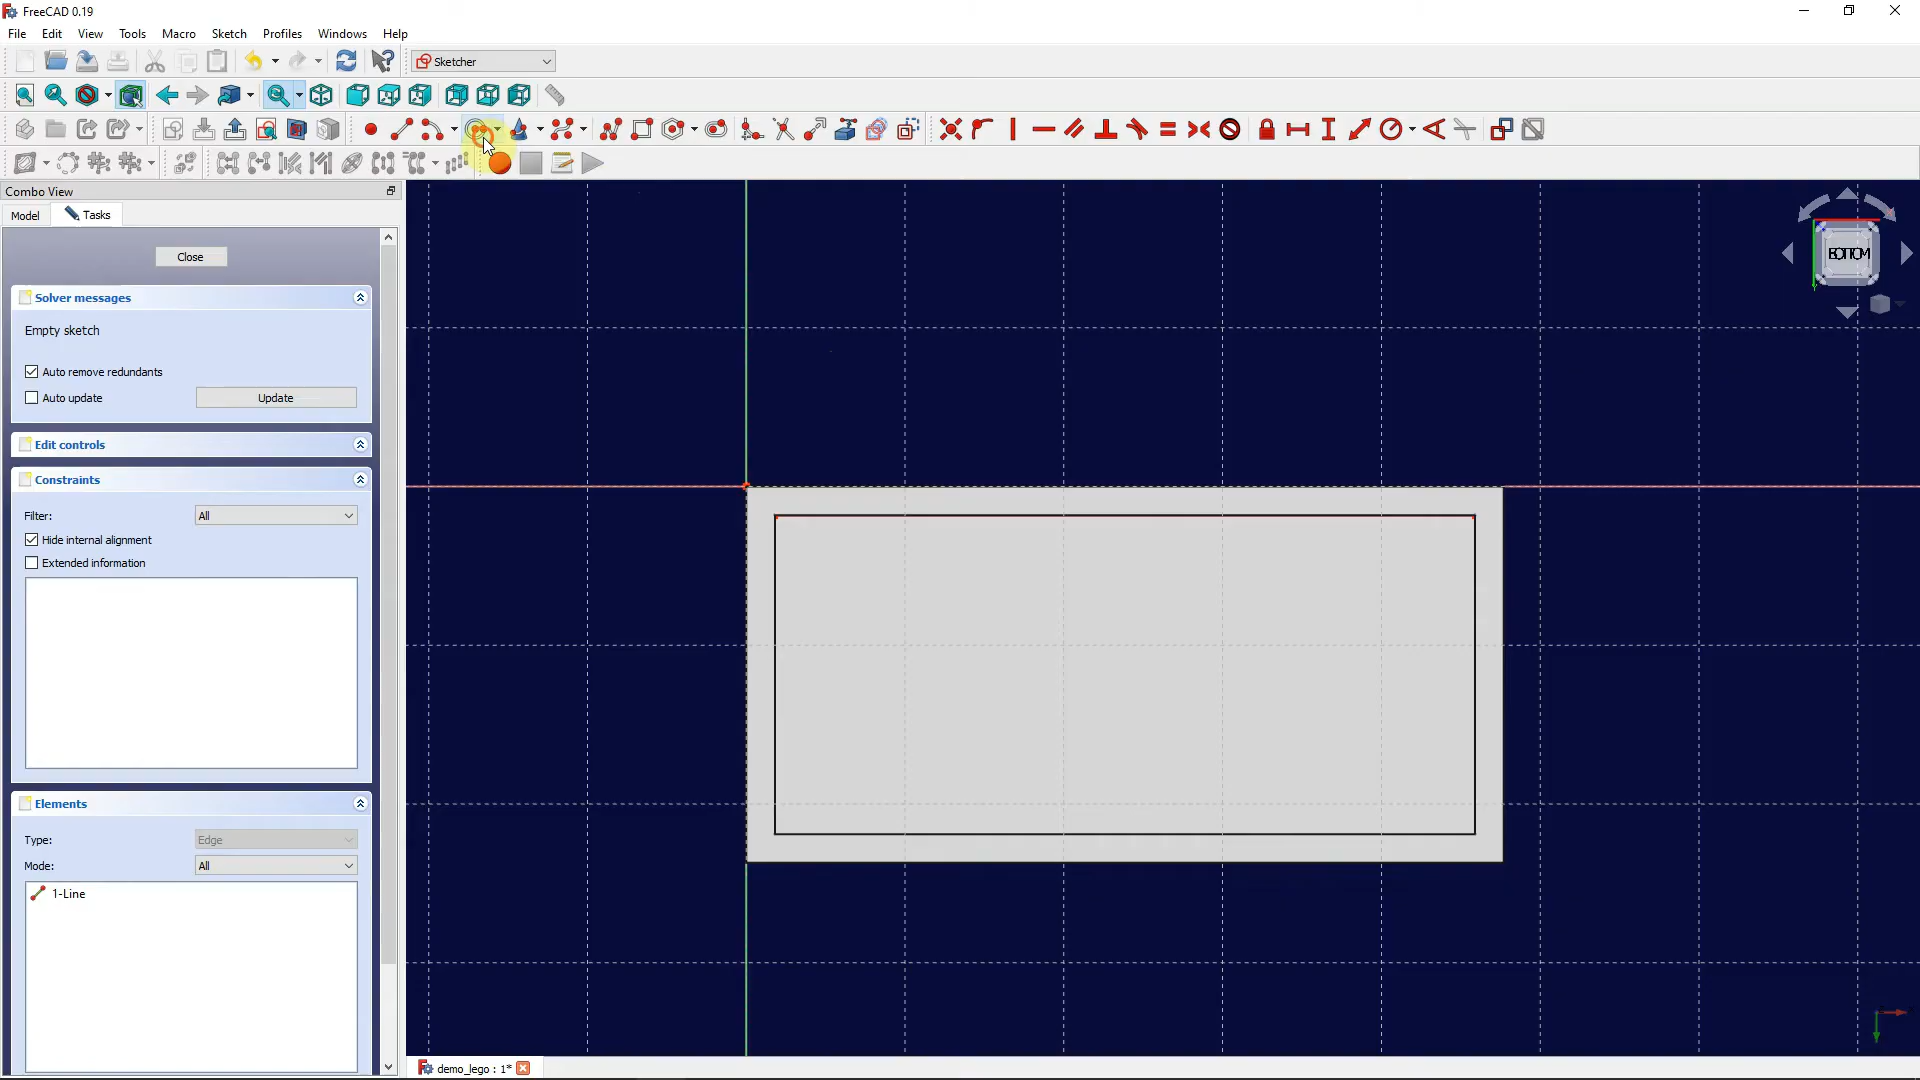 FreeCAD 0.19
File Edit View Tools Macro Sketch Profiles Windows Help
Sketcher
Combo View
Model Tasks
Close
Solver messages
Empty sketch
Auto remove redundants
Auto update Update
Edit controls
Constraints
Filter: All
Hide internal alignment
Extended information
Elements
Type: Edge
Mode: All
1-Line
BOTTOM
demo_lego : 1*